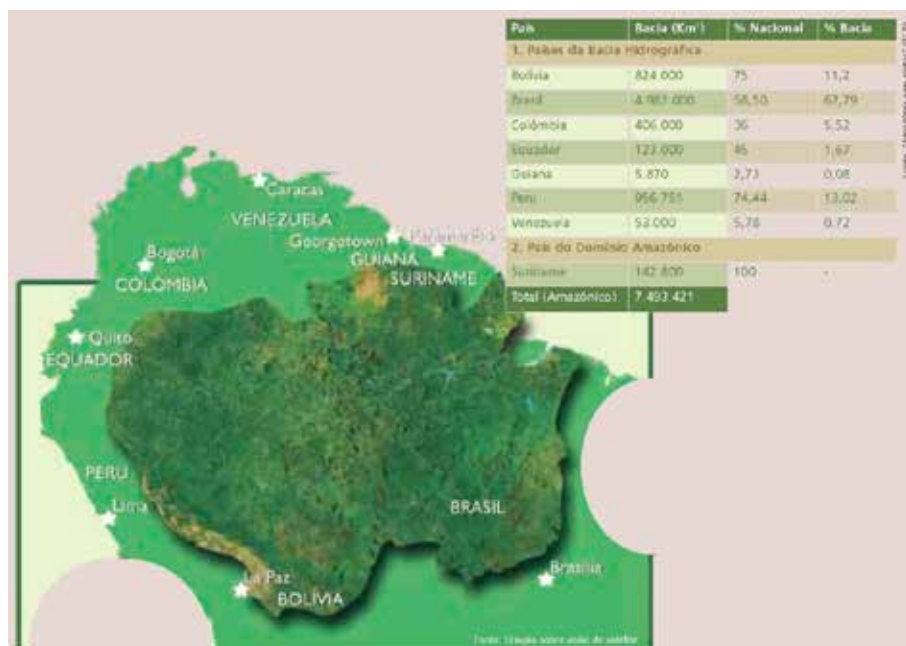 País Bacia (Km²) % Nacional % Bacia
1. Países da Bacia Hidrográfica
Bolívia 824.000 75 11,2
Brasil 4.982.000 58,50 67,79
Colômbia 406.000 36 5,52
Equador 123.000 45 1,67
Guiana 5.870 2,73 0,08
Peru 956.751 74,44 13,02
Venezuela 53.000 5,78 0,72
2. País do Domínio Amazônico
Suriname 142.800 100 -
Total (Amazônico) 7.493.421
Caracas
VENEZUELA
Georgetown
Paramaribo
GUIANA
SURINAME
Bogotá
COLOMBIA
Quito
EQUADOR
PERU
Lima
BRASIL
La Paz
BOLIVIA
Brasília
Fonte: